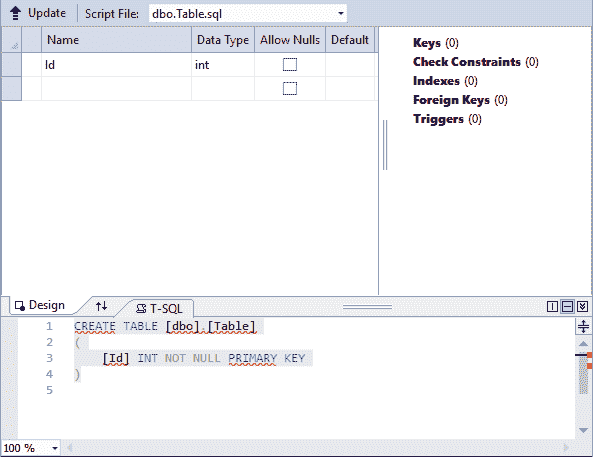 Update Script File: dbo.Table.sql
Name Data Type Allow Nulls Default
Id int
Keys (0)
Check Constraints (0)
Indexes (0)
Foreign Keys (0)
Triggers (0)
Design T-SQL
1 CREATE TABLE [dbo].[Table]
2 (
3 [Id] INT NOT NULL PRIMARY KEY
4 )
5
100 %